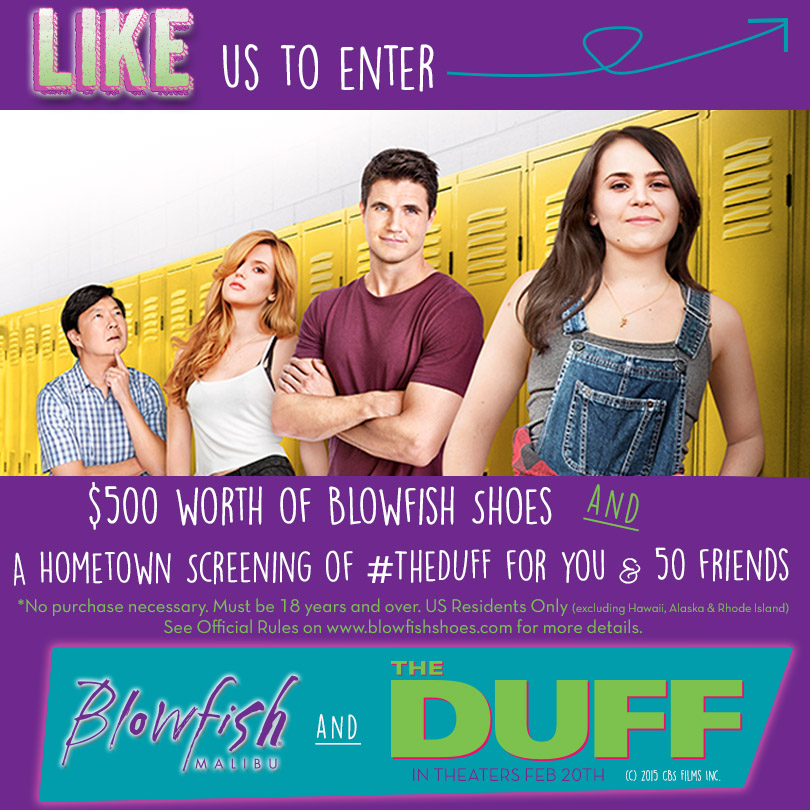 LIKE US TO ENTER
$500 WORTH OF BLOWFISH SHOES AND
A HOMETOWN SCREENING OF #THEDUFF FOR YOU & 50 FRIENDS
*No purchase necessary. Must be 18 years and over. US Residents Only (excluding Hawaii, Alaska & Rhode Island)
See Official Rules on www.blowfishshoes.com for more details.
Blowfish
MALIBU
AND
THE
DUFF
IN THEATERS FEB 20TH (C) 2015 CBS FILMS INC.